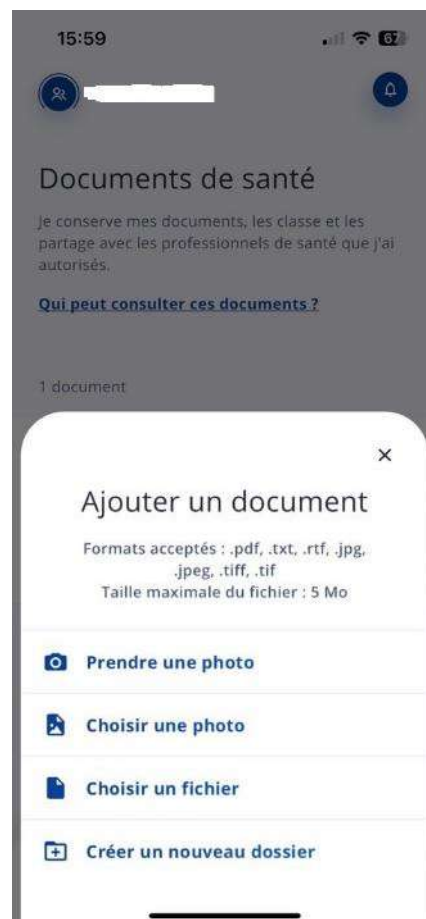 15:59
62
Documents de santé
Je conserve mes documents, les classe et les
partage avec les professionnels de santé que j'ai
autorisés.
Qui peut consulter ces documents ?
1 document
Ajouter un document
Formats acceptés : .pdf, .txt, .rtf, .jpg,
.jpeg, .tiff, .tif
Taille maximale du fichier : 5 Mo
Prendre une photo
Choisir une photo
Choisir un fichier
Créer un nouveau dossier